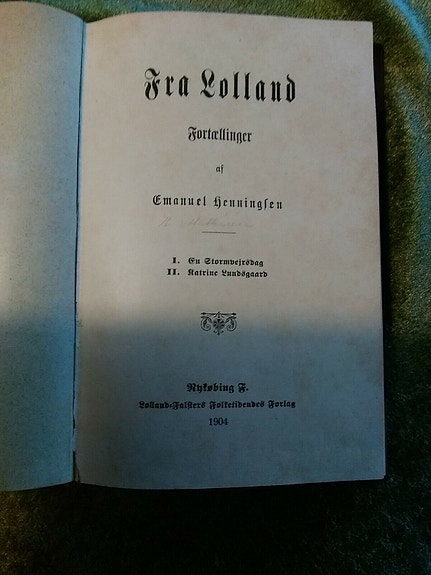 Fra Lolland
Fortællinger
af
Emanuel Henningsen
I. En Stormvejrsdag
II. Katrine Lundsgaard
Nykøbing F.
Lolland-Falsters Folketidendes Forlag
1904